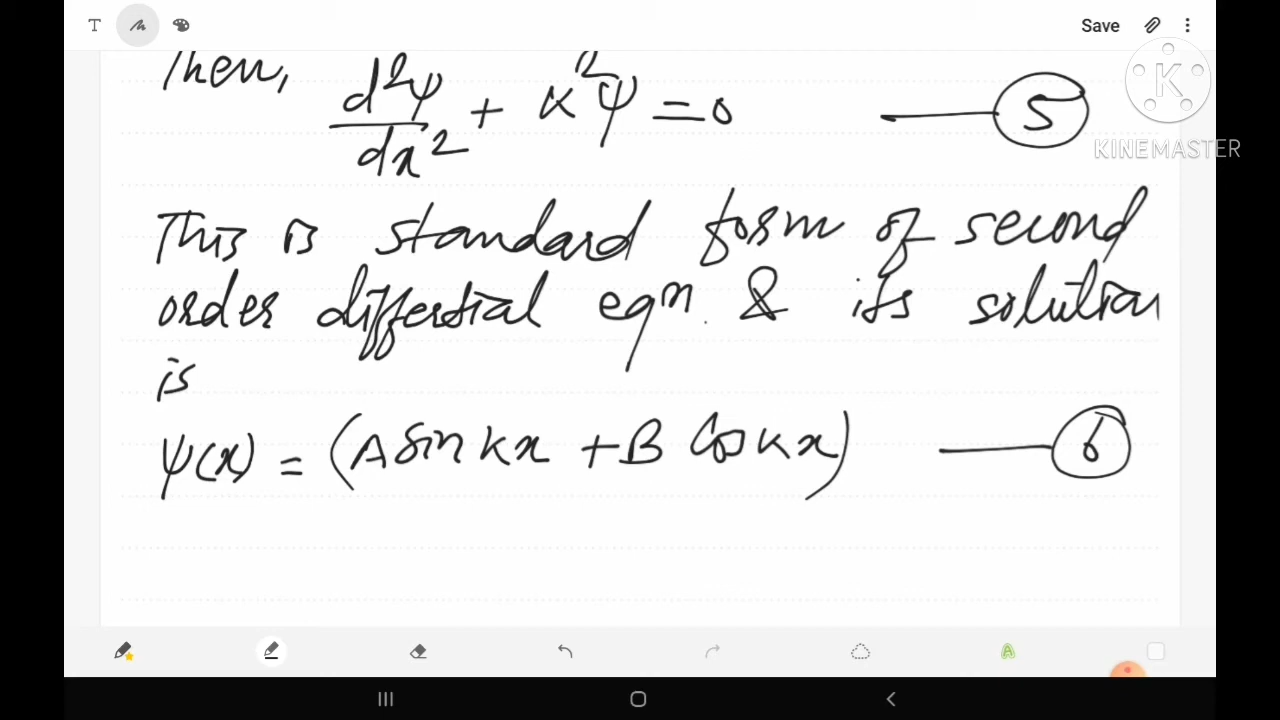 T
Save
K
KINEMASTER
Then,
d²ψ/dx² + K²ψ = 0 —— 5
This is standard form of second
order differtial eqn. & its solution
is
ψ(x) = (A sin Kx + B Cos Kx) —— 6
A